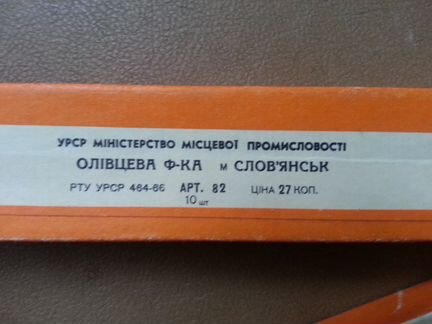 УРСР МІНІСТЕРСТВО МІСЦЕВОЇ ПРОМИСЛОВОСТІ
ОЛІВЦЕВА Ф-КА м СЛОВ'ЯНСЬК
РТУ УРСР 464-66 АРТ. 82 ЦІНА 27 КОП.
10 шт